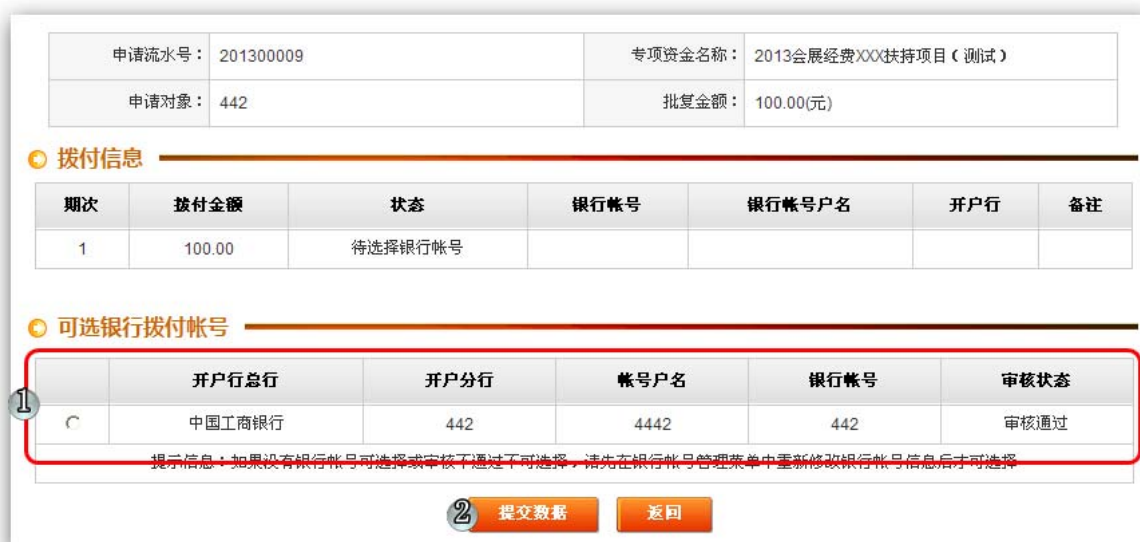 申请流水号： 201300009 专项资金名称： 2013会展经费XXX扶持项目（测试）
申请对象： 442 批复金额： 100.00(元)
拨付信息
期次 拨付金额 状态 银行帐号 银行帐号户名 开户行 备注
1 100.00 待选择银行帐号
可选银行拨付帐号
开户行总行 开户分行 帐号户名 银行帐号 审核状态
1
中国工商银行 442 4442 442 审核通过
提示信息：如果没有银行帐号可选择或审核不通过不可选择，请先在银行帐号管理菜单中重新修改银行帐号信息后才可选择
2 提交数据 返回